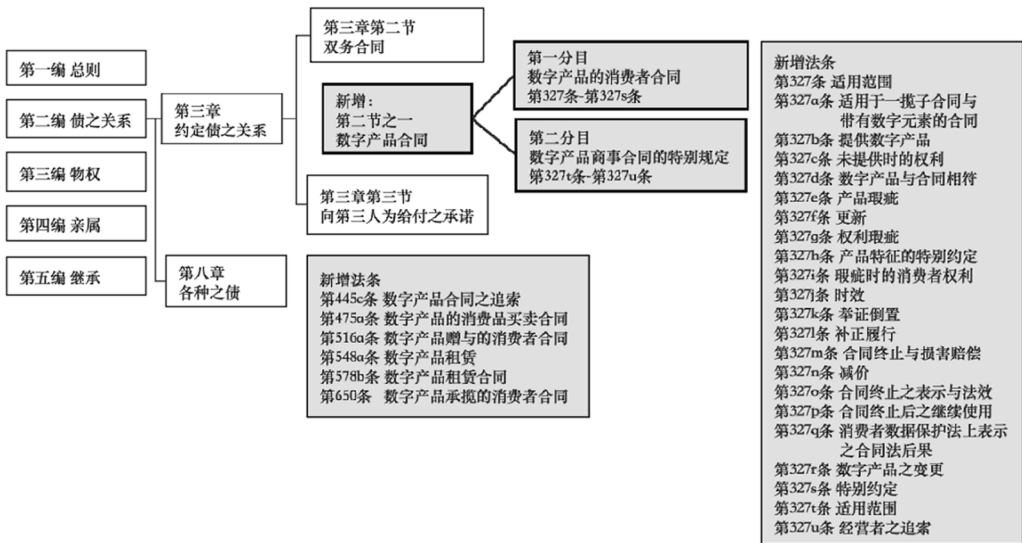 第一编 总则
第二编 债之关系
第三编 物权
第四编 亲属
第五编 继承
第三章
约定债之关系
第八章
各种之债
第三章第二节
双务合同
新增：
第二节之一
数字产品合同
第三章第三节
向第三人为给付之承诺
第一分目
数字产品的消费者合同
第327条-第327s条
第二分目
数字产品商事合同的特别规定
第327t条-第327u条
新增法条
第445c条 数字产品合同之追索
第475a条 数字产品的消费品买卖合同
第516a条 数字产品赠与的消费者合同
第548a条 数字产品租赁
第578b条 数字产品租赁合同
第650条 数字产品承揽的消费者合同
新增法条
第327条 适用范围
第327a条 适用于一揽子合同与
带有数字元素的合同
第327b条 提供数字产品
第327c条 未提供时的权利
第327d条 数字产品与合同相符
第327e条 产品瑕疵
第327f条 更新
第327g条 权利瑕疵
第327h条 产品特征的特别约定
第327i条 瑕疵时的消费者权利
第327j条 时效
第327k条 举证倒置
第327l条 补正履行
第327m条 合同终止与损害赔偿
第327n条 减价
第327o条 合同终止之表示与法效
第327p条 合同终止后之继续使用
第327q条 消费者数据保护法上表示
之合同法后果
第327r条 数字产品之变更
第327s条 特别约定
第327t条 适用范围
第327u条 经营者之追索